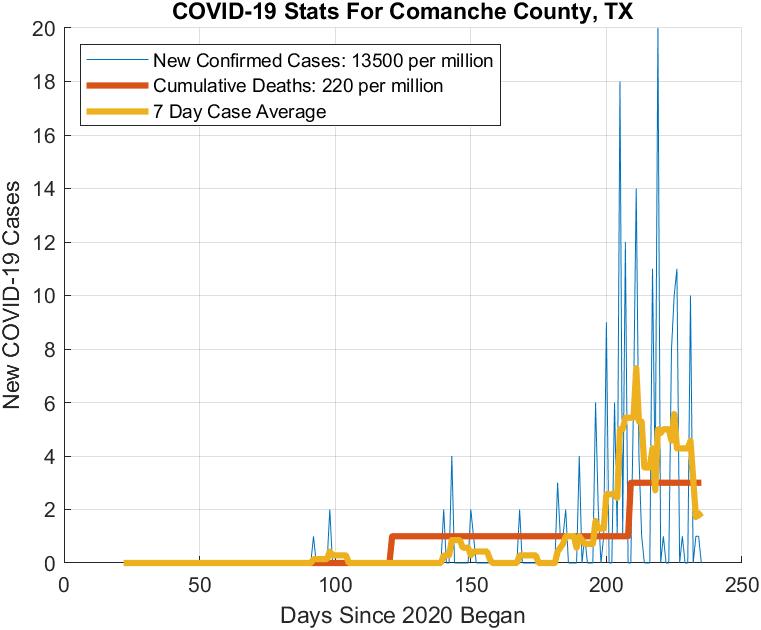 COVID-19 Stats For Comanche County, TX
New Confirmed Cases: 13500 per million
Cumulative Deaths: 220 per million
7 Day Case Average
New COVID-19 Cases
20
18
16
14
12
10
8
6
4
2
0
0 50 100 150 200 250
Days Since 2020 Began